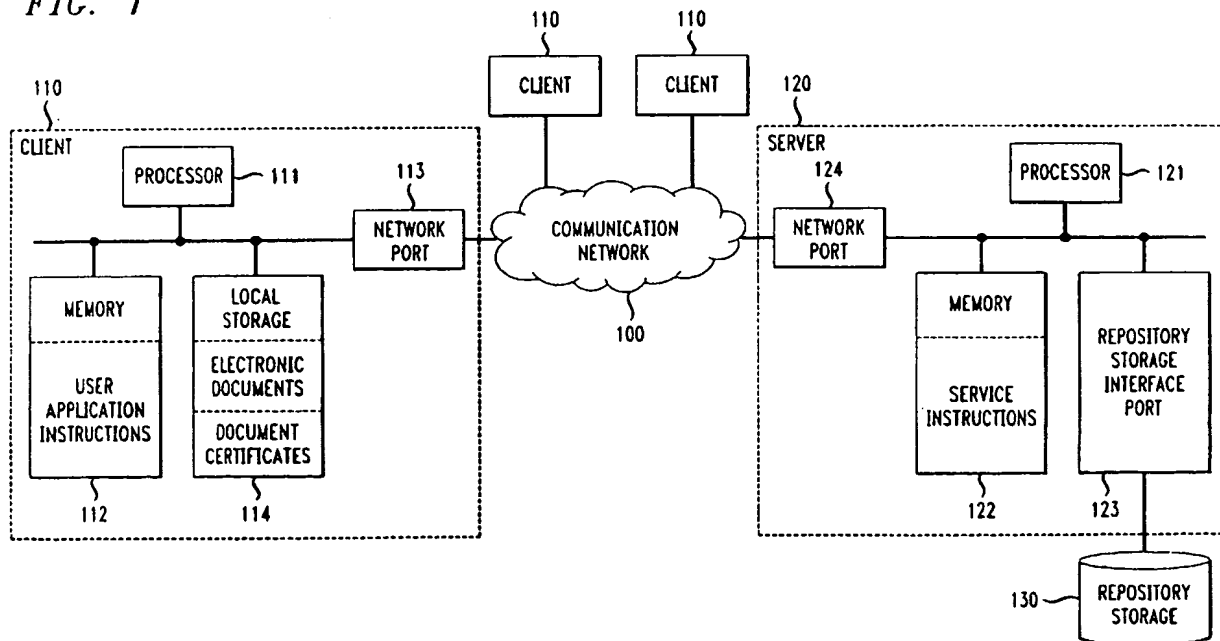 FIG. 1
110
110
CLIENT
CLIENT
110
CLIENT
PROCESSOR
111
113
NETWORK
PORT
MEMORY
USER
APPLICATION
INSTRUCTIONS
112
LOCAL
STORAGE
ELECTRONIC
DOCUMENTS
DOCUMENT
CERTIFICATES
114
COMMUNICATION
NETWORK
100
120
SERVER
124
NETWORK
PORT
PROCESSOR
121
MEMORY
SERVICE
INSTRUCTIONS
122
REPOSITORY
STORAGE
INTERFACE
PORT
123
130
REPOSITORY
STORAGE